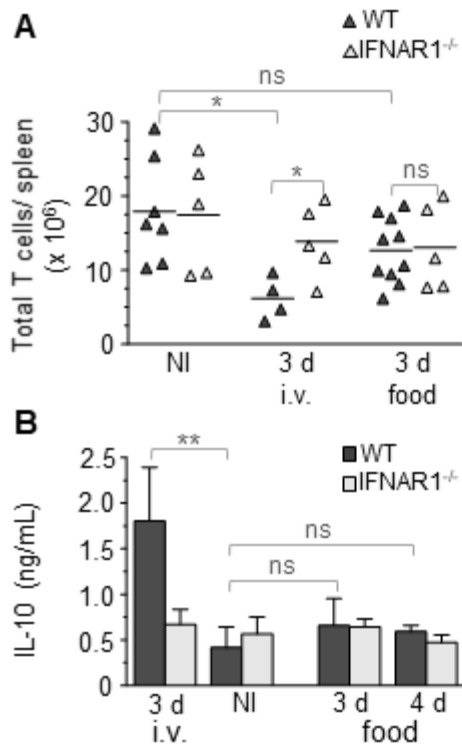 A
WT
IFNAR1-/-
ns
*
*
ns
Total T cells/ spleen
(x 10⁶)
30
20
10
0
NI
3 d
i.v.
3 d
food
B
WT
IFNAR1-/-
**
ns
ns
IL-10 (ng/mL)
2.5
2.0
1.5
1.0
0.5
0
3 d
i.v.
NI
3 d
4 d
food